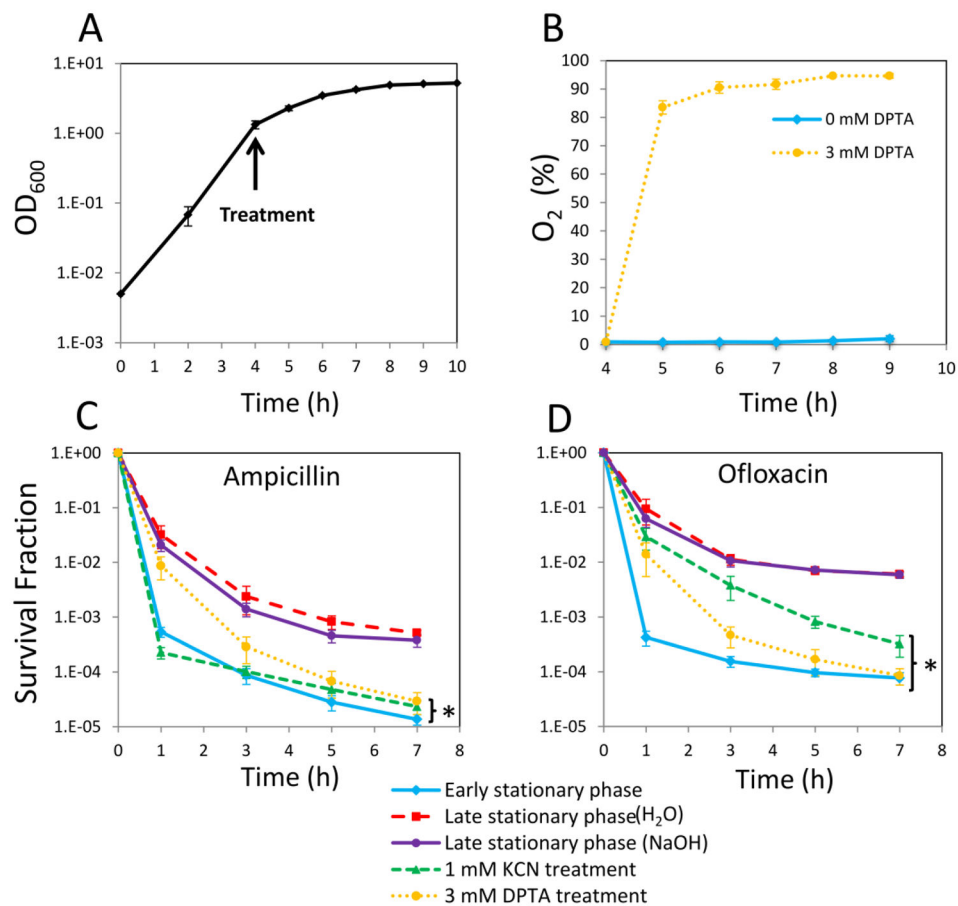 A
OD600
1.E+01
1.E+00
1.E-01
1.E-02
1.E-03
Treatment
0 1 2 3 4 5 6 7 8 9 10
Time (h)
B
O2 (%)
100
90
80
70
60
50
40
30
20
10
0
0 mM DPTA
3 mM DPTA
4 5 6 7 8 9 10
Time (h)
C
Survival Fraction
1.E+00
1.E-01
1.E-02
1.E-03
1.E-04
1.E-05
Ampicillin
*
0 1 2 3 4 5 6 7 8
Time (h)
D
1.E+00
1.E-01
1.E-02
1.E-03
1.E-04
1.E-05
Ofloxacin
*
0 1 2 3 4 5 6 7 8
Time (h)
Early stationary phase
Late stationary phase (H2O)
Late stationary phase (NaOH)
1 mM KCN treatment
3 mM DPTA treatment